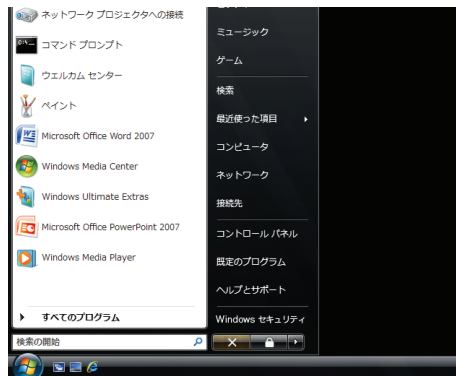 ネットワーク プロジェクタへの接続
コマンド プロンプト
ウェルカム センター
ペイント
Microsoft Office Word 2007
Windows Media Center
Windows Ultimate Extras
Microsoft Office PowerPoint 2007
Windows Media Player
すべてのプログラム
検索の開始
ミュージック
ゲーム
検索
最近使った項目
コンピュータ
ネットワーク
接続先
コントロール パネル
既定のプログラム
ヘルプとサポート
Windows セキュリティ